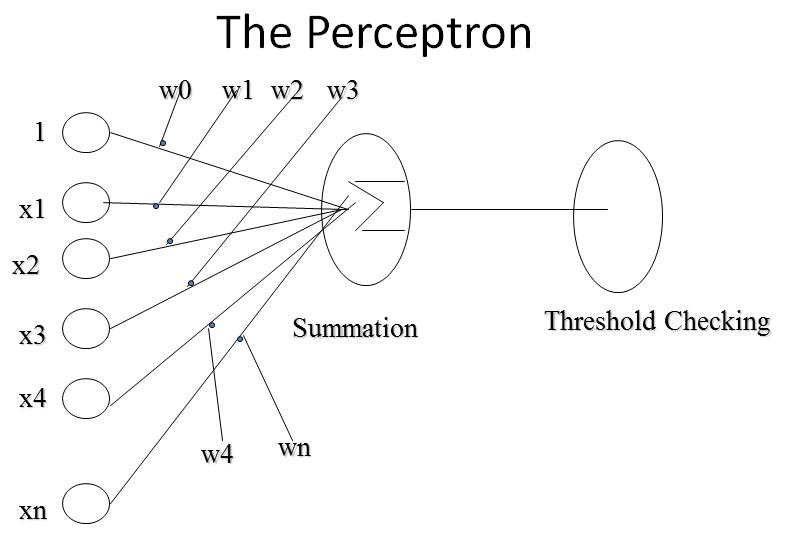 The Perceptron
w0 w1 w2 w3
1
x1
x2
x3
x4
xn
Σ
Summation
Threshold Checking
w4
wn